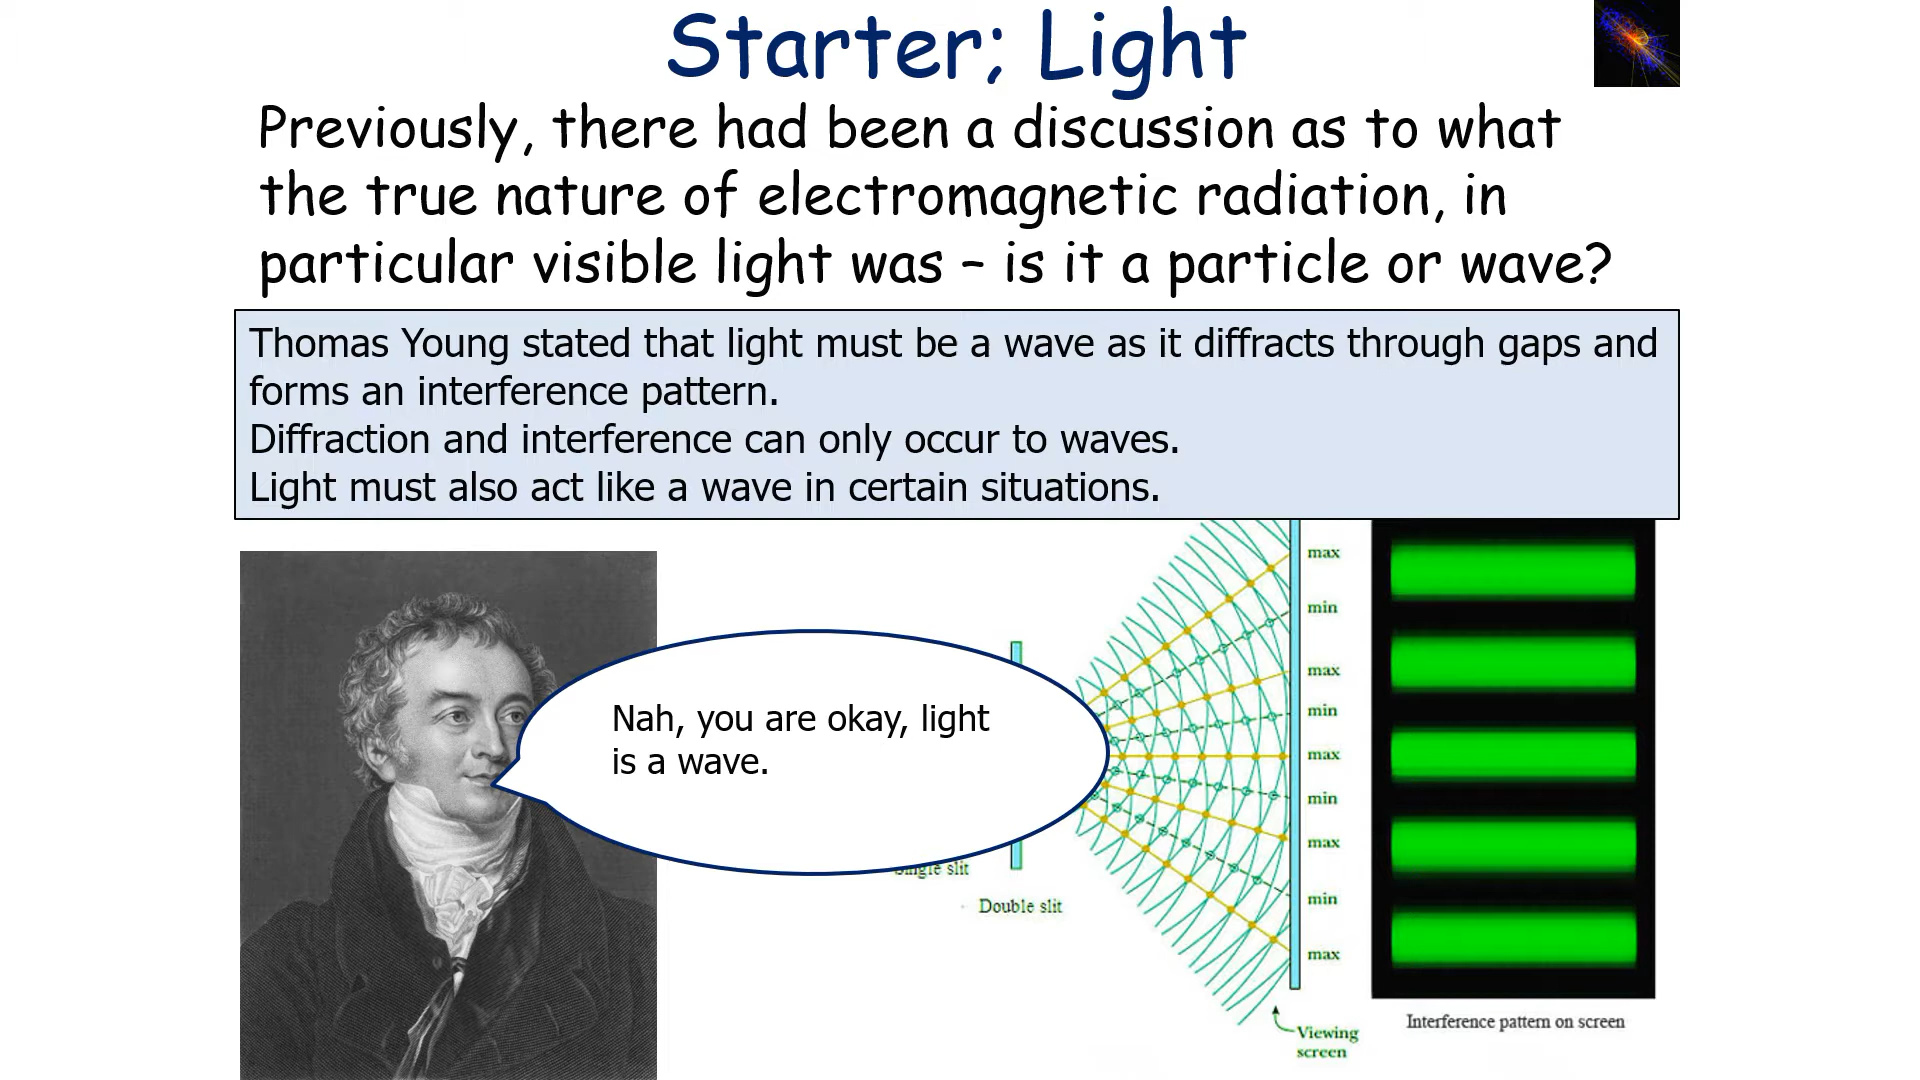 Starter; Light
Previously, there had been a discussion as to what
the true nature of electromagnetic radiation, in
particular visible light was – is it a particle or wave?
Thomas Young stated that light must be a wave as it diffracts through gaps and
forms an interference pattern.
Diffraction and interference can only occur to waves.
Light must also act like a wave in certain situations.
Nah, you are okay, light
is a wave.
Single slit
Double slit
max
min
max
min
max
min
max
min
max
Viewing
screen
Interference pattern on screen